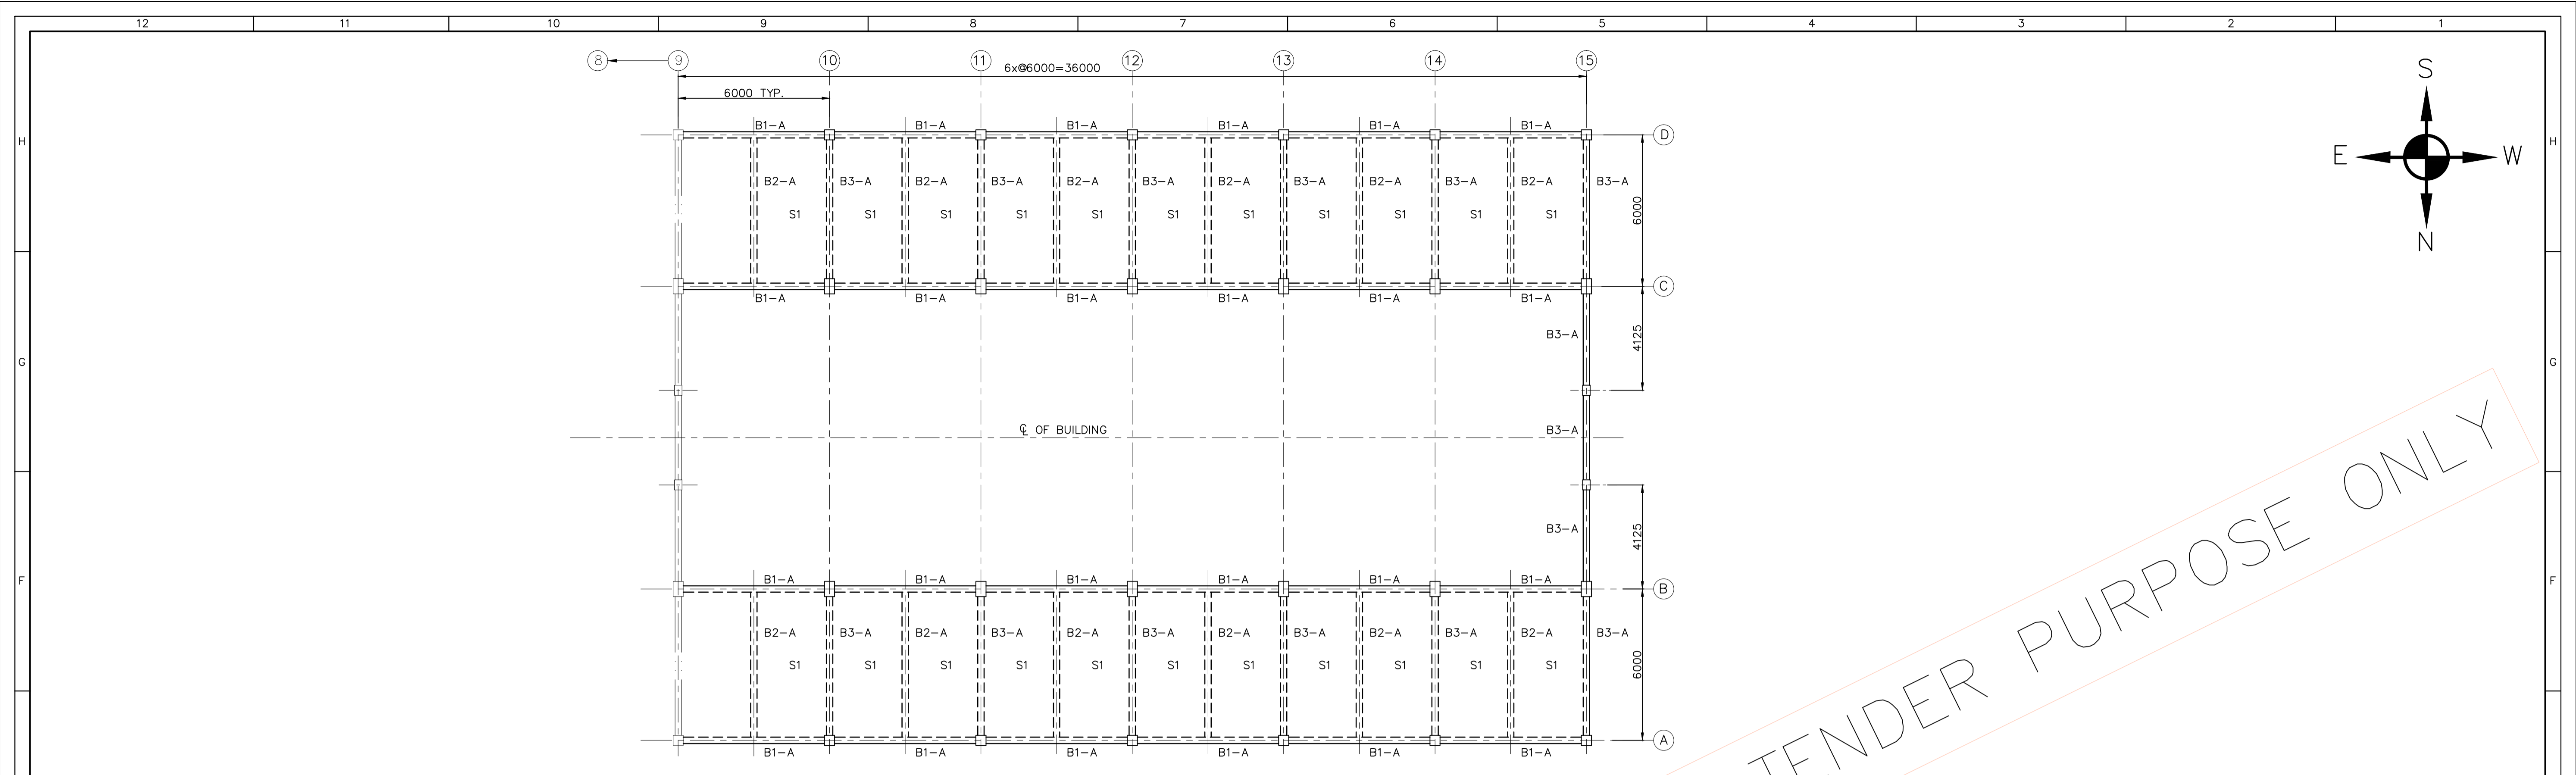 12 11 10 9 8 7 6 5 4 3 2 1
8 9 10 11 12 13 14 15
6x@6000=36000
6000 TYP.
S
E W
N
B1-A B1-A B1-A B1-A B1-A B1-A
D
H H
B2-A B3-A B2-A B3-A B2-A B3-A B2-A B3-A B2-A B3-A B2-A B3-A
S1 S1 S1 S1 S1 S1 S1 S1 S1 S1 S1
6000
C
B1-A B1-A B1-A B1-A B1-A B1-A
B3-A
4125
G G
℄ OF BUILDING
B3-A
B3-A
4125
B1-A B1-A B1-A B1-A B1-A B1-A
B
F F
B2-A B3-A B2-A B3-A B2-A B3-A B2-A B3-A B2-A B3-A B2-A B3-A
S1 S1 S1 S1 S1 S1 S1 S1 S1 S1 S1
6000
A
B1-A B1-A B1-A B1-A B1-A B1-A
TENDER PURPOSE ONLY